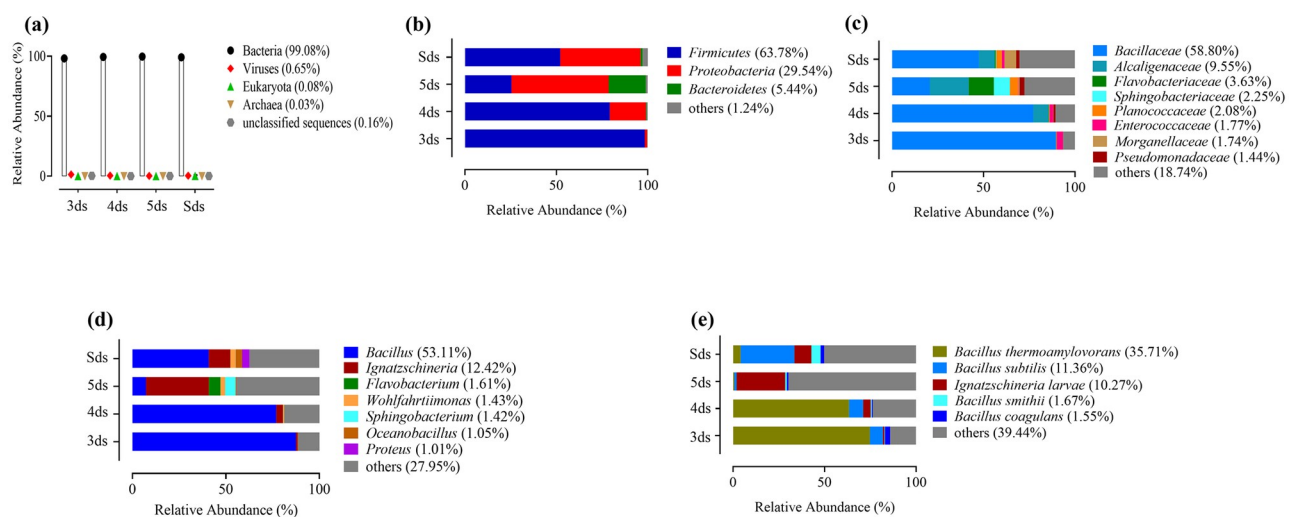 (a)
Relative Abundance (%)
100
50
0
3ds 4ds 5ds Sds
Bacteria (99.08%)
Viruses (0.65%)
Eukaryota (0.08%)
Archaea (0.03%)
unclassified sequences (0.16%)
(b)
Sds
5ds
4ds
3ds
0 50 100
Relative Abundance (%)
Firmicutes (63.78%)
Proteobacteria (29.54%)
Bacteroidetes (5.44%)
others (1.24%)
(c)
Sds
5ds
4ds
3ds
0 50 100
Relative Abundance (%)
Bacillaceae (58.80%)
Alcaligenaceae (9.55%)
Flavobacteriaceae (3.63%)
Sphingobacteriaceae (2.25%)
Planococcaceae (2.08%)
Enterococcaceae (1.77%)
Morganellaceae (1.74%)
Pseudomonadaceae (1.44%)
others (18.74%)
(d)
Sds
5ds
4ds
3ds
0 50 100
Relative Abundance (%)
Bacillus (53.11%)
Ignatzschineria (12.42%)
Flavobacterium (1.61%)
Wohlfahrtiimonas (1.43%)
Sphingobacterium (1.42%)
Oceanobacillus (1.05%)
Proteus (1.01%)
others (27.95%)
(e)
Sds
5ds
4ds
3ds
0 50 100
Relative Abundance (%)
Bacillus thermoamylovorans (35.71%)
Bacillus subtilis (11.36%)
Ignatzschineria larvae (10.27%)
Bacillus smithii (1.67%)
Bacillus coagulans (1.55%)
others (39.44%)